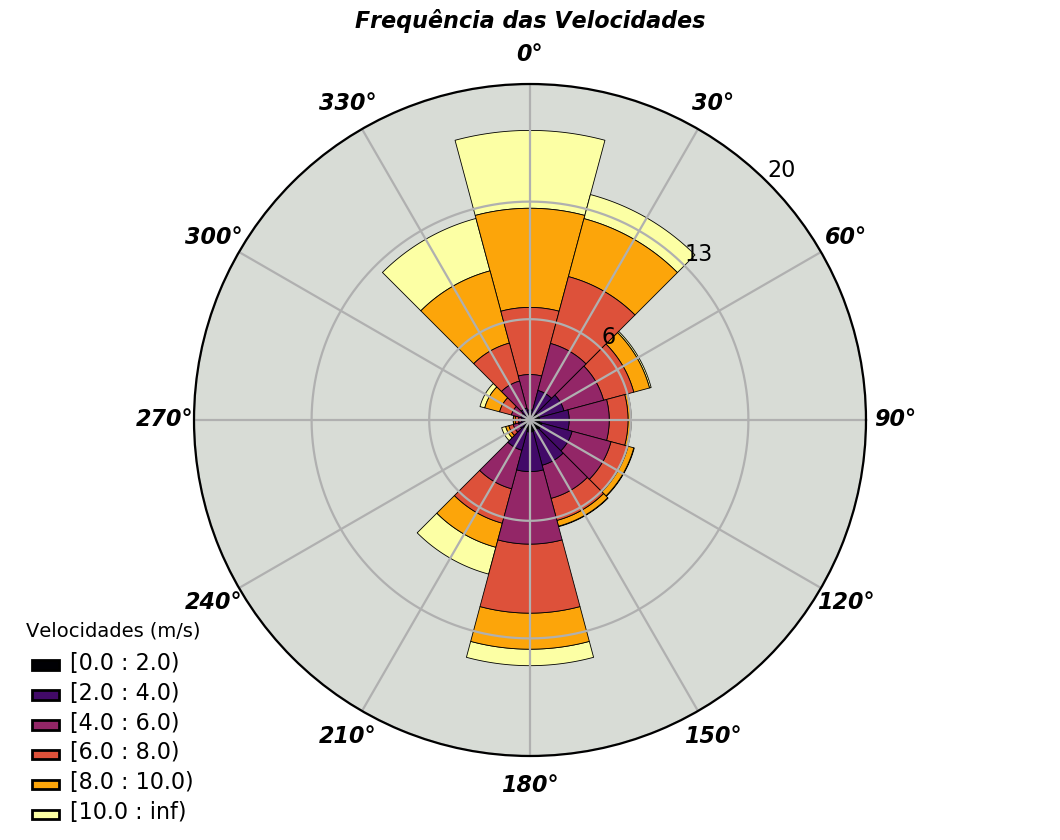 Frequência das Velocidades
0°
330°
30°
20
300°
60°
13
6
270°
90°
240°
120°
210°
150°
180°
Velocidades (m/s)
[0.0 : 2.0)
[2.0 : 4.0)
[4.0 : 6.0)
[6.0 : 8.0)
[8.0 : 10.0)
[10.0 : inf)